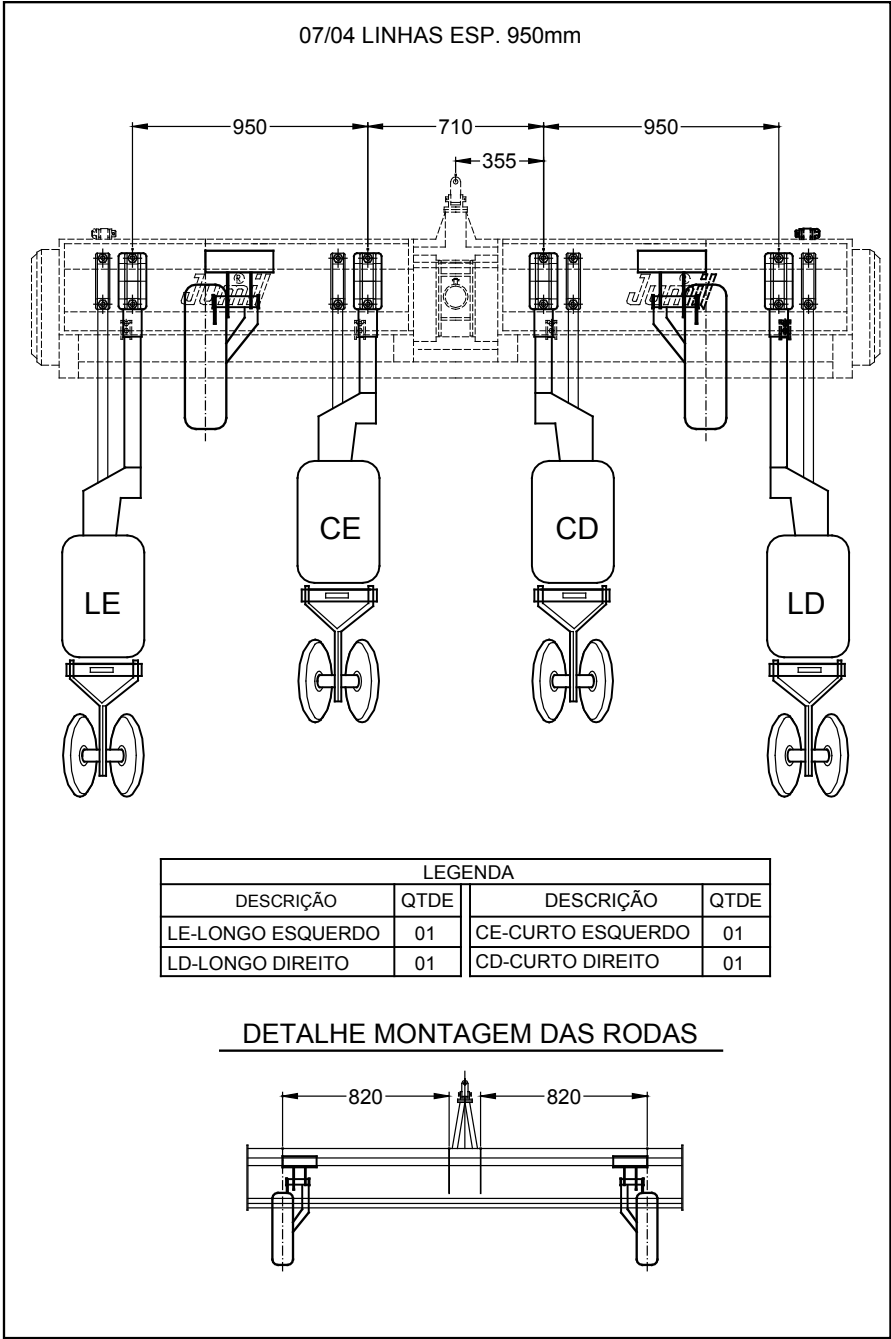 07/04 LINHAS ESP. 950mm
950
710
950
355
Jumil
®
Jumil
CE
CD
LE
LD
LEGENDA
DESCRIÇÃO QTDE DESCRIÇÃO QTDE
LE-LONGO ESQUERDO 01 CE-CURTO ESQUERDO 01
LD-LONGO DIREITO 01 CD-CURTO DIREITO 01
DETALHE MONTAGEM DAS RODAS
820
820